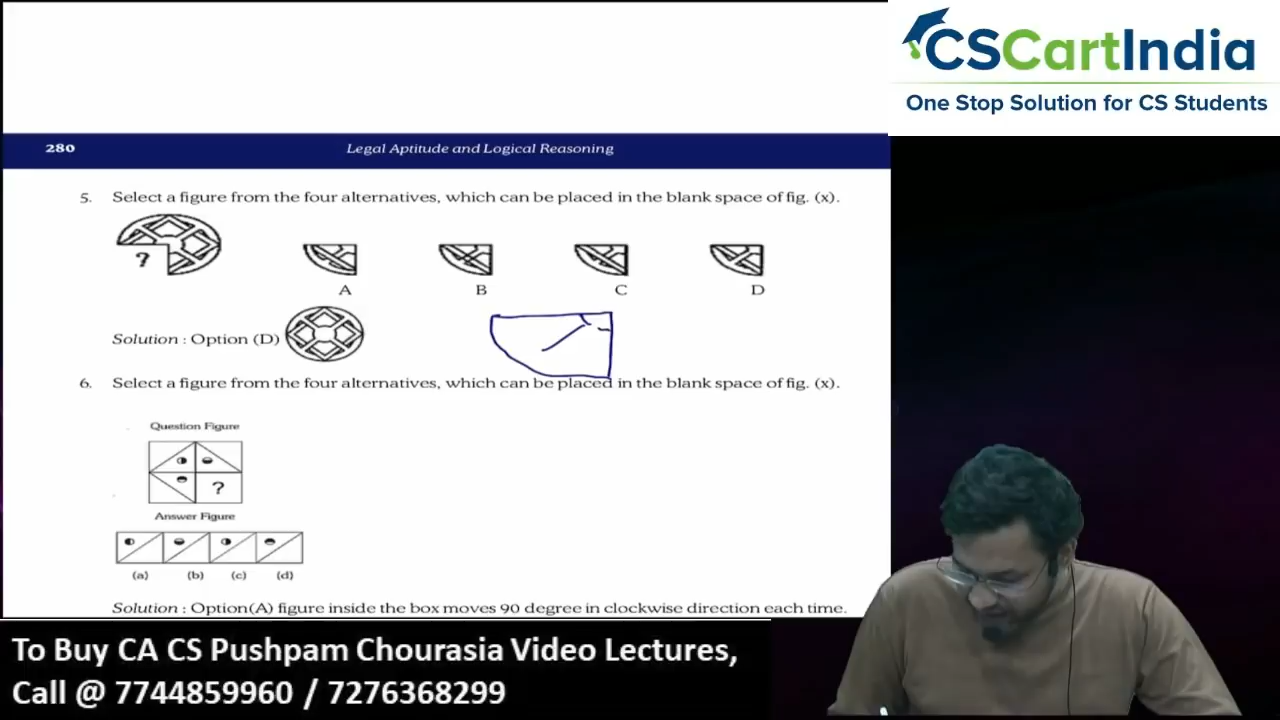 CSCartIndia
One Stop Solution for CS Students
280
Legal Aptitude and Logical Reasoning
5. Select a figure from the four alternatives, which can be placed in the blank space of fig. (x).
?
A B C D
Solution : Option (D)
6. Select a figure from the four alternatives, which can be placed in the blank space of fig. (x).
Question Figure
?
Answer Figure
(a) (b) (c) (d)
Solution : Option(A) figure inside the box moves 90 degree in clockwise direction each time.
To Buy CA CS Pushpam Chourasia Video Lectures,
Call @ 7744859960 / 7276368299